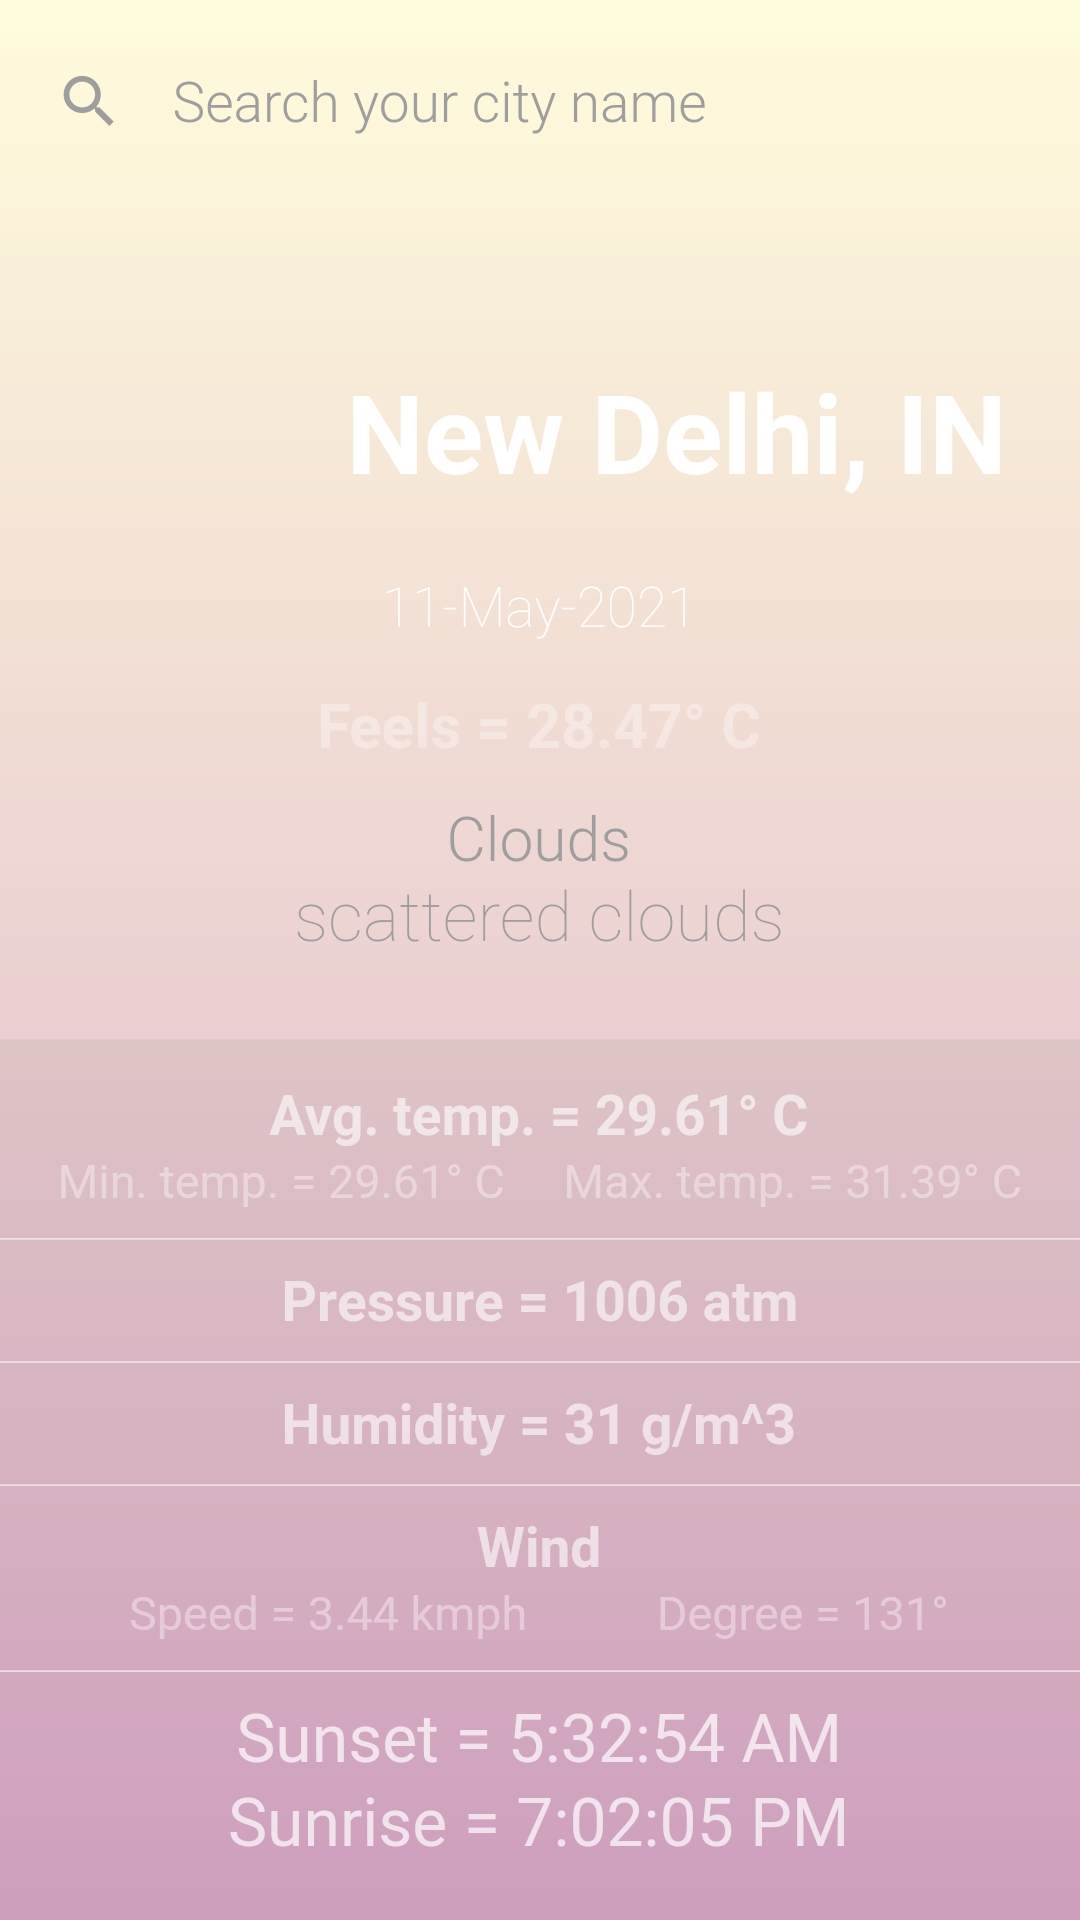 Search your city name
New Delhi, IN
11-May-2021
Feels = 28.47° C
Clouds
scattered clouds
Avg. temp. = 29.61° C
Min. temp. = 29.61° C Max. temp. = 31.39° C
Pressure = 1006 atm
Humidity = 31 g/m^3
Wind
Speed = 3.44 kmph Degree = 131°
Sunset = 5:32:54 AM
Sunrise = 7:02:05 PM